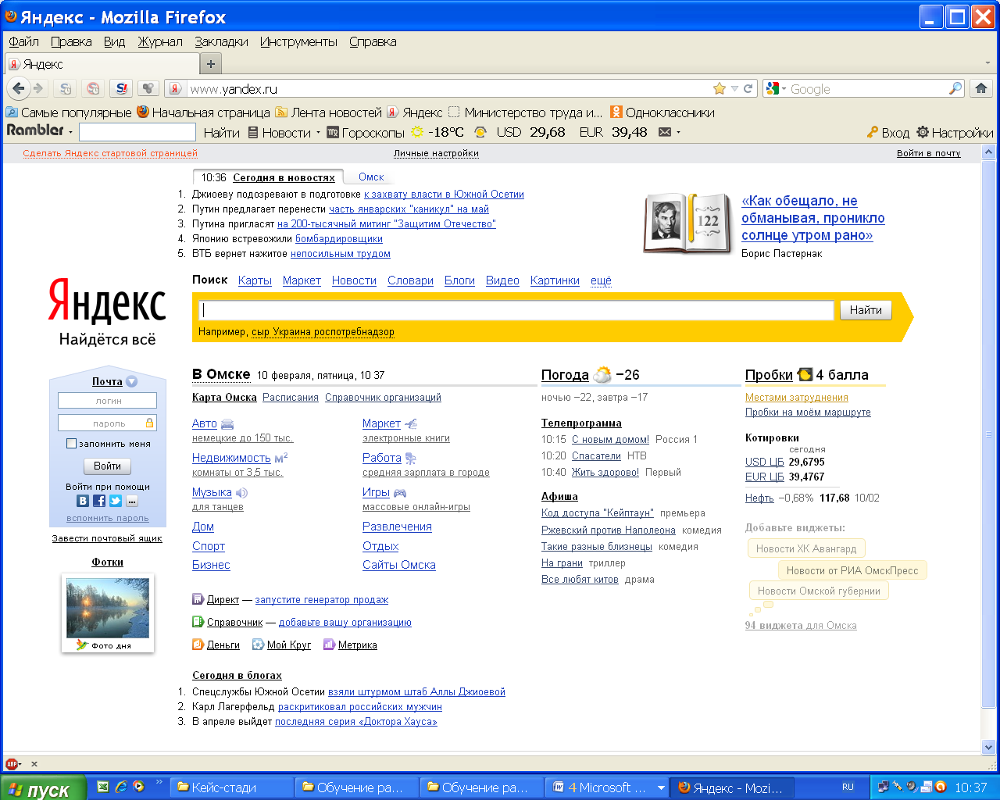 Яндекс - Mozilla Firefox
Файл Правка Вид Журнал Закладки Инструменты Справка
Яндекс
www.yandex.ru Google
Самые популярные Начальная страница Лента новостей Яндекс Министерство труда и... Одноклассники
Rambler Найти Новости Гороскопы -18°C USD 29,68 EUR 39,48 Вход Настройки
Сделать Яндекс стартовой страницей Личные настройки Войти в почту
10:36 Сегодня в новостях Омск
1. Джиоеву подозревают в подготовке к захвату власти в Южной Осетии
2. Путин предлагает перенести часть январских "каникул" на май
3. Путина пригласят на 200-тысячный митинг "Защитим Отечество"
4. Японию встревожили бомбардировщики
5. ВТБ вернет нажитое непосильным трудом
122
«Как обещало, не
обманывая, проникло
солнце утром рано»
Борис Пастернак
Яндекс
Найдётся всё
Поиск Карты Маркет Новости Словари Блоги Видео Картинки ещё
Найти
Например, сыр Украина роспотребнадзор
Почта
логин
пароль
запомнить меня
Войти
Войти при помощи
вспомнить пароль
Завести почтовый ящик
Фотки
Фото дня
В Омске 10 февраля, пятница, 10 37
Карта Омска Расписания Справочник организаций
Авто
немецкие до 150 тыс.
Недвижимость м²
комнаты от 3,5 тыс.
Музыка
для танцев
Дом
Спорт
Бизнес
Маркет
электронные книги
Работа
средняя зарплата в городе
Игры
массовые онлайн-игры
Развлечения
Отдых
Сайты Омска
Директ — запустите генератор продаж
Справочник — добавьте вашу организацию
Деньги Мой Круг Метрика
Сегодня в блогах
1. Спецслужбы Южной Осетии взяли штурмом штаб Аллы Джиоевой
2. Карл Лагерфельд раскритиковал российских мужчин
3. В апреле выйдет последняя серия «Доктора Хауса»
Погода −26
ночью −22, завтра −17
Телепрограмма
10:15 С новым домом! Россия 1
10:20 Спасатели НТВ
10:40 Жить здорово! Первый
Афиша
Код доступа "Кейптаун" премьера
Ржевский против Наполеона комедия
Такие разные близнецы комедия
На грани триллер
Все любят китов драма
Пробки 4 балла
Местами затруднения
Пробки на моём маршруте
Котировки
сегодня
USD ЦБ 29,6795
EUR ЦБ 39,4767
Нефть −0,68% 117,68 10/02
Добавьте виджеты:
Новости ХК Авангард
Новости от РИА ОмскПресс
Новости Омской губернии
94 виджета для Омска
ABP
пуск Кейс-стади Обучение ра... Обучение ра... 4 Microsoft ... Яндекс - Mozi... RU 10:37